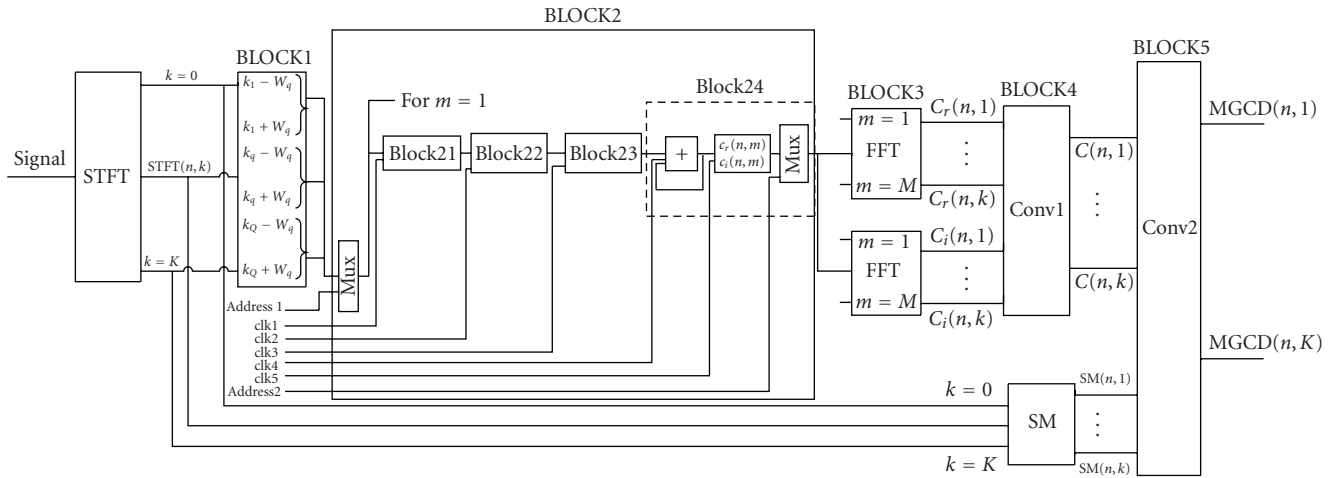 BLOCK2
BLOCK5
BLOCK1
k = 0
k₁ − W_q
k₁ + W_q
k_q − W_q
k_q + W_q
k_Q − W_q
k_Q + W_q
Signal
STFT
STFT(n, k)
k = K
Mux
For m = 1
Block21
Block22
Block23
Block24
+
c_r(n, m)
c_i(n, m)
Mux
Address 1
clk1
clk2
clk3
clk4
clk5
Address2
BLOCK3
m = 1
FFT
m = M
C_r(n, 1)
⋮
C_r(n, k)
m = 1
FFT
m = M
C_i(n, 1)
⋮
C_i(n, k)
BLOCK4
Conv1
C(n, 1)
⋮
C(n, k)
Conv2
MGCD(n, 1)
MGCD(n, K)
k = 0
k = K
SM
SM(n, 1)
⋮
SM(n, k)